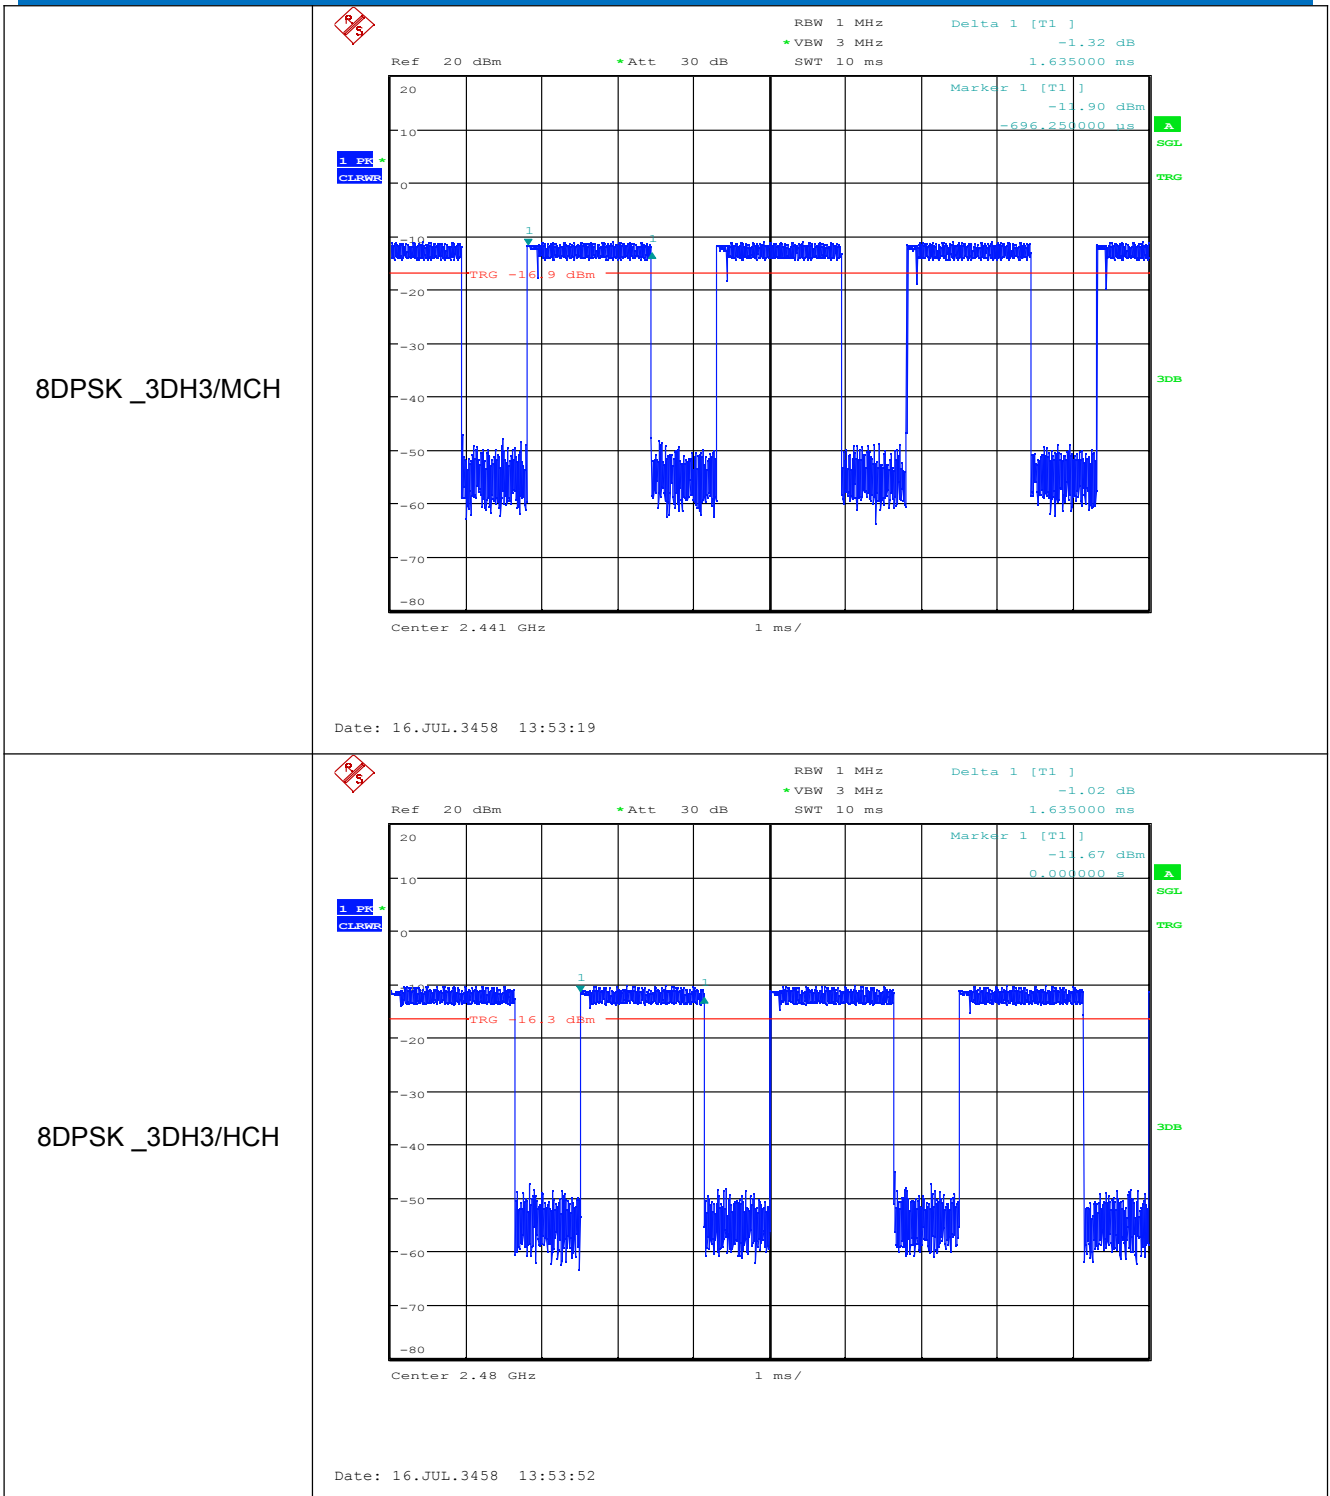 8DPSK _3DH3/MCH
R S
RBW 1 MHz
Delta 1 [T1 ]
*VBW 3 MHz
-1.32 dB
Ref 20 dBm
*Att 30 dB
SWT 10 ms
1.635000 ms
20
Marker 1 [T1 ]
-11.90 dBm
-696.250000 us
10
A
SGL
1 PK *
CLRWR
0
TRG
-10
1
1
TRG -16.9 dBm
-20
-30
3DB
-40
-50
-60
-70
-80
Center 2.441 GHz
1 ms/
Date: 16.JUL.3458 13:53:19
8DPSK _3DH3/HCH
R S
RBW 1 MHz
Delta 1 [T1 ]
*VBW 3 MHz
-1.02 dB
Ref 20 dBm
*Att 30 dB
SWT 10 ms
1.635000 ms
20
Marker 1 [T1 ]
-11.67 dBm
0.000000 s
10
A
SGL
1 PK *
CLRWR
0
TRG
1
1
-10
TRG -16.3 dBm
-20
-30
3DB
-40
-50
-60
-70
-80
Center 2.48 GHz
1 ms/
Date: 16.JUL.3458 13:53:52